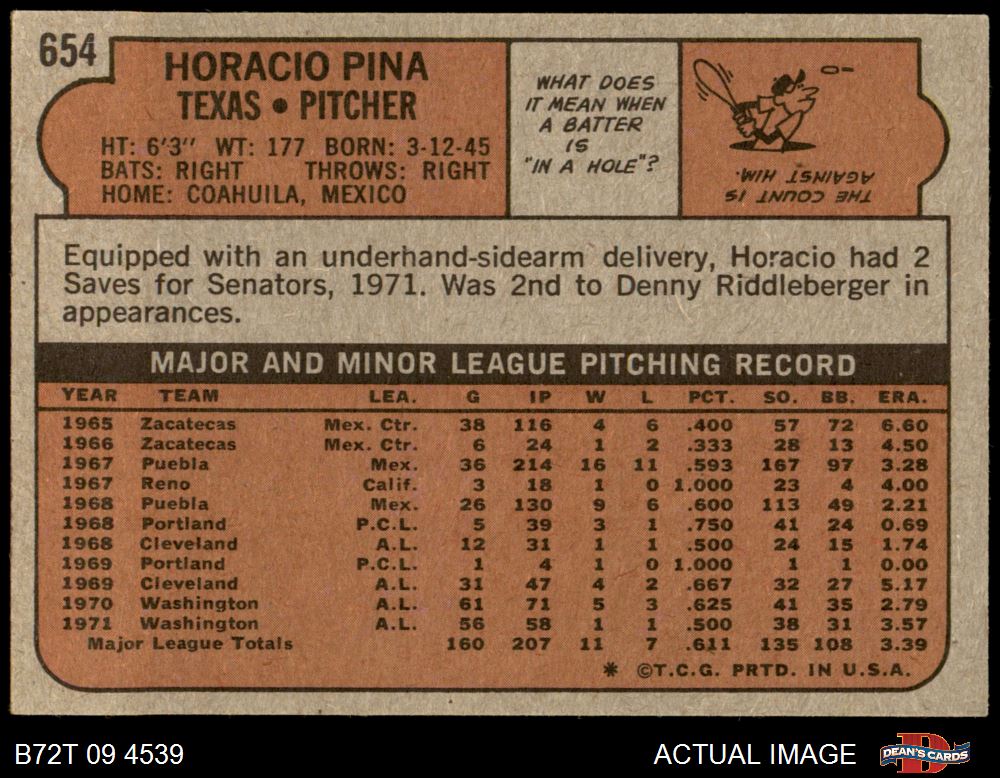 654
HORACIO PINA
TEXAS • PITCHER
HT: 6'3" WT: 177 BORN: 3-12-45
BATS: RIGHT THROWS: RIGHT
HOME: COAHUILA, MEXICO
WHAT DOES
IT MEAN WHEN
A BATTER
IS
"IN A HOLE"?
THE COUNT IS
AGAINST HIM.
Equipped with an underhand-sidearm delivery, Horacio had 2
Saves for Senators, 1971. Was 2nd to Denny Riddleberger in
appearances.
MAJOR AND MINOR LEAGUE PITCHING RECORD
YEAR TEAM LEA. G IP W L PCT. SO. BB. ERA.
1965 Zacatecas Mex. Ctr. 38 116 4 6 .400 57 72 6.60
1966 Zacatecas Mex. Ctr. 6 24 1 2 .333 28 13 4.50
1967 Puebla Mex. 36 214 16 11 .593 167 97 3.28
1967 Reno Calif. 3 18 1 0 1.000 23 4 4.00
1968 Puebla Mex. 26 130 9 6 .600 113 49 2.21
1968 Portland P.C.L. 5 39 3 1 .750 41 24 0.69
1968 Cleveland A.L. 12 31 1 1 .500 24 15 1.74
1969 Portland P.C.L. 1 4 1 0 1.000 1 1 0.00
1969 Cleveland A.L. 31 47 4 2 .667 32 27 5.17
1970 Washington A.L. 61 71 5 3 .625 41 35 2.79
1971 Washington A.L. 56 58 1 1 .500 38 31 3.57
Major League Totals 160 207 11 7 .611 135 108 3.39
* ©T.C.G. PRTD. IN U.S.A.
B72T 09 4539
ACTUAL IMAGE
DEAN'S CARDS